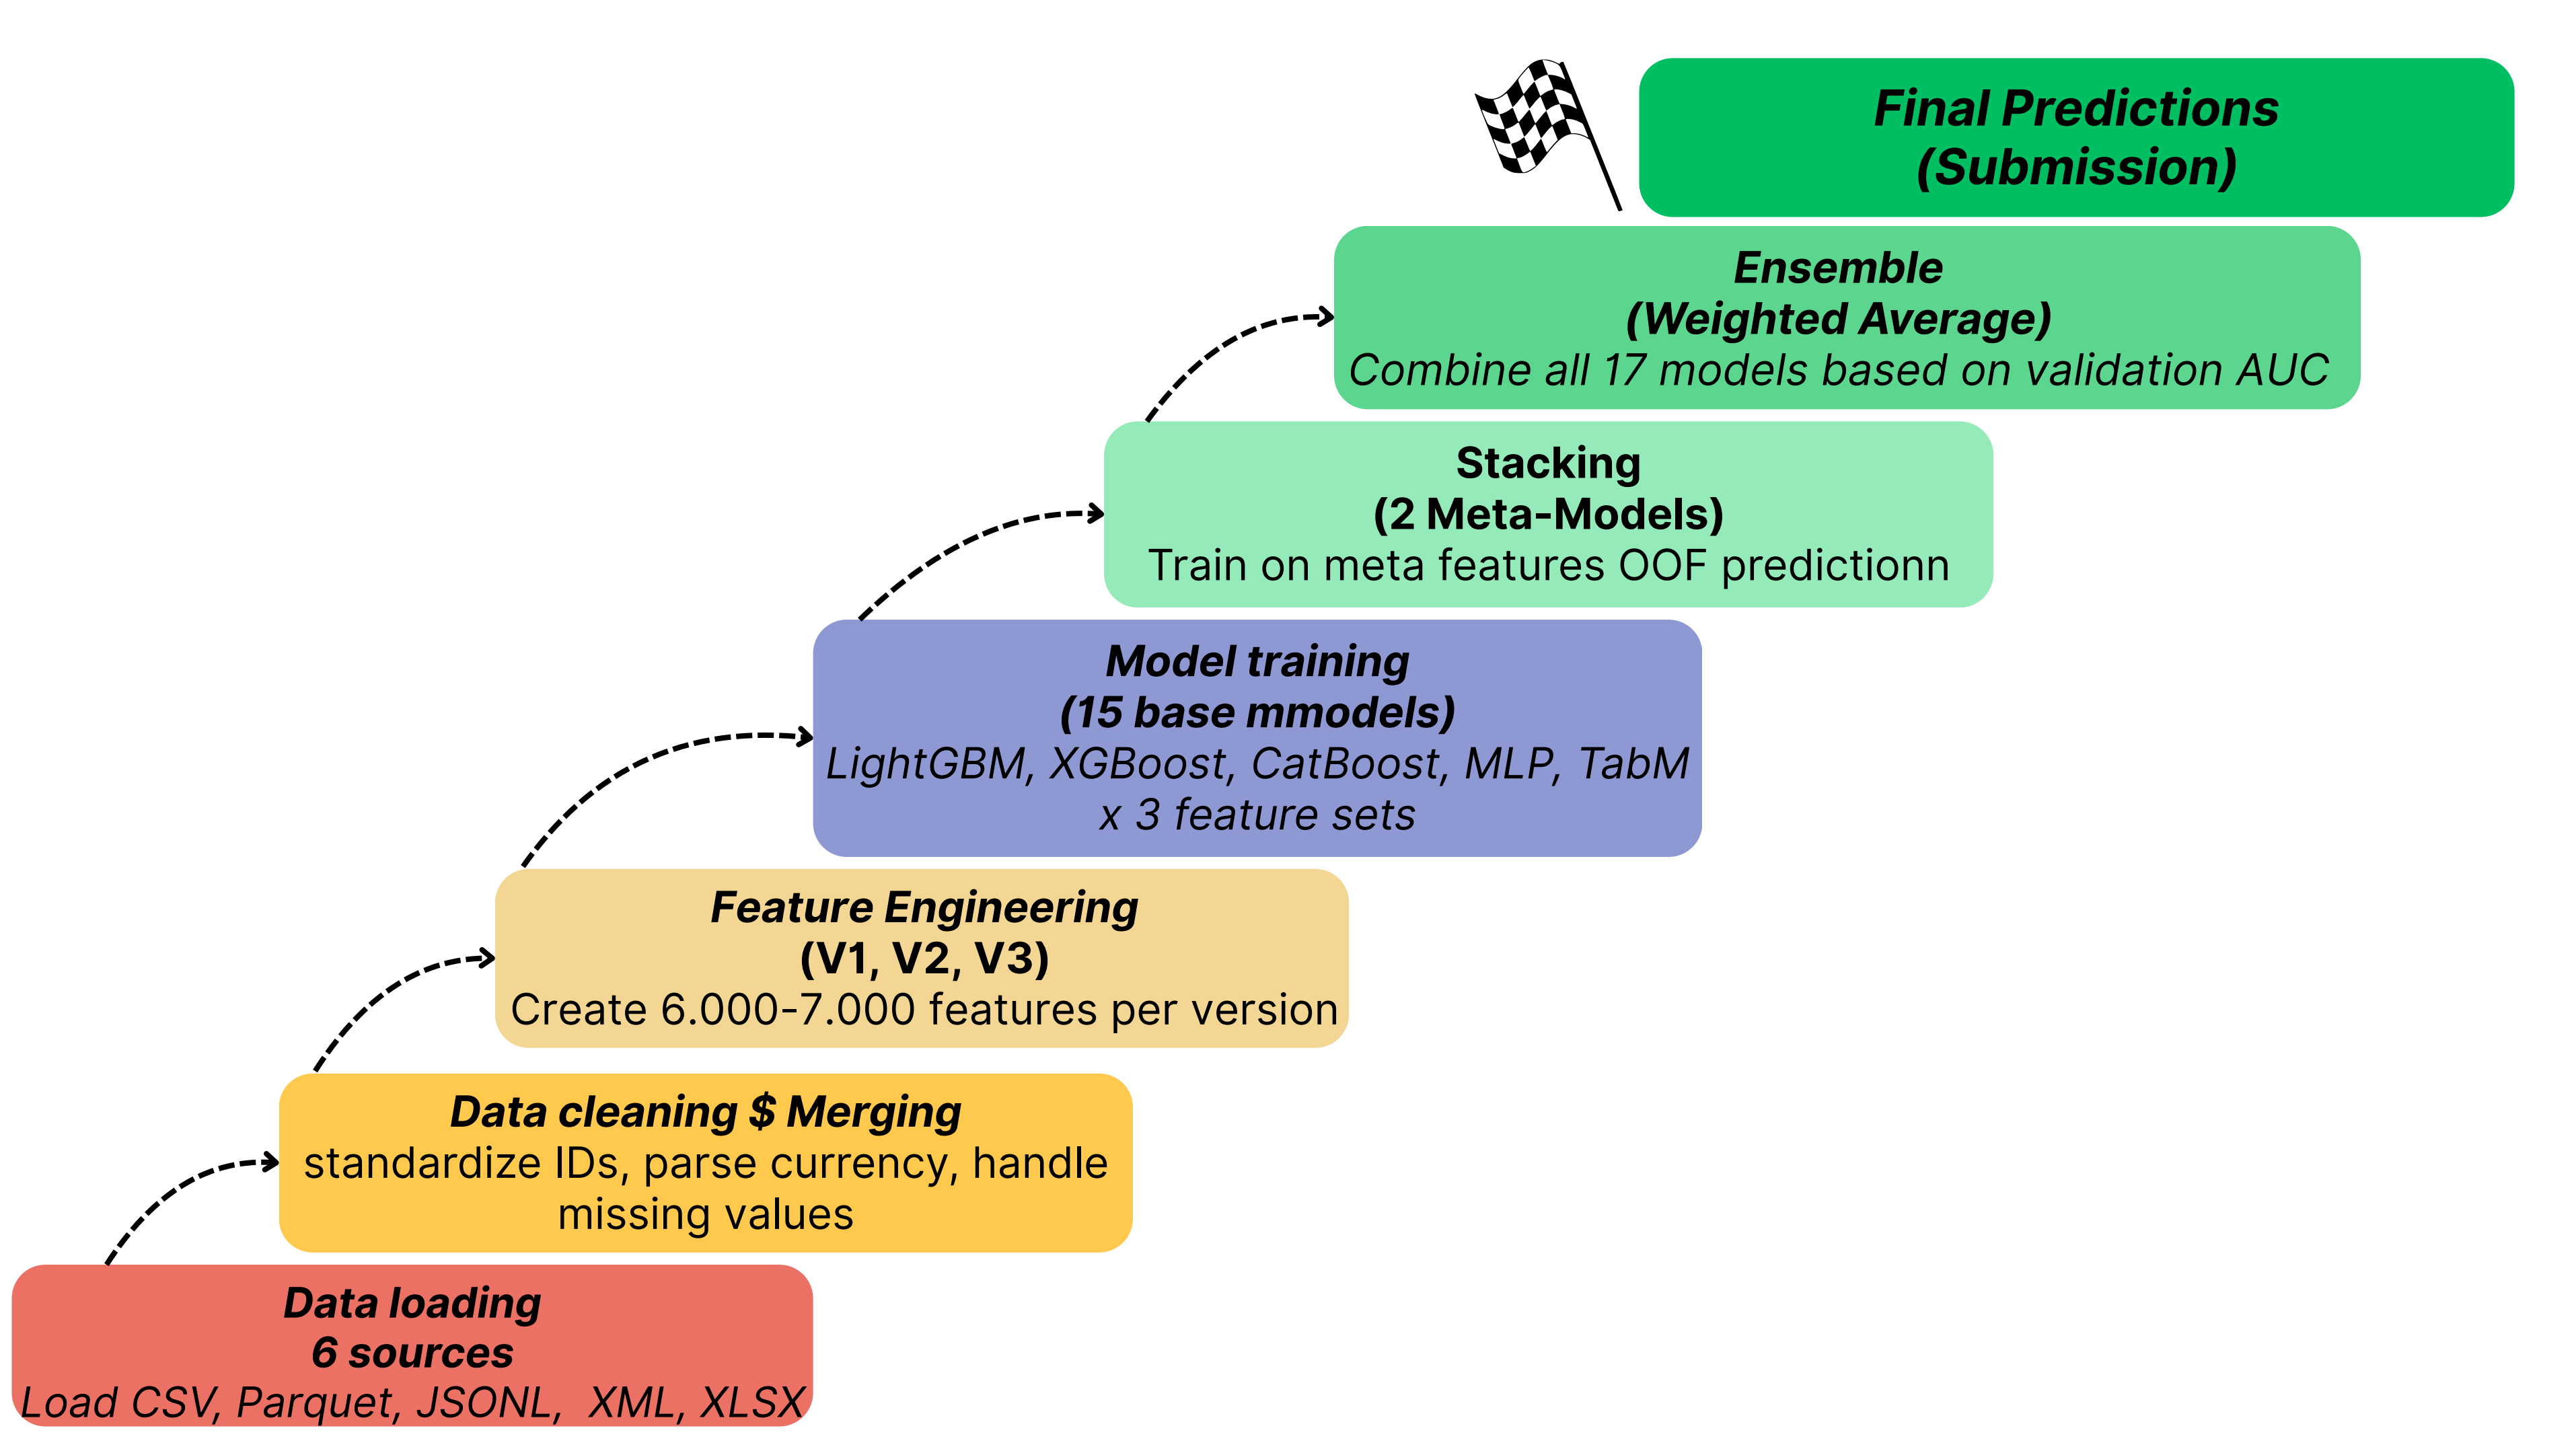 Final Predictions
(Submission)
Ensemble
(Weighted Average)
Combine all 17 models based on validation AUC
Stacking
(2 Meta-Models)
Train on meta features OOF predictionn
Model training
(15 base mmodels)
LightGBM, XGBoost, CatBoost, MLP, TabM
x 3 feature sets
Feature Engineering
(V1, V2, V3)
Create 6.000-7.000 features per version
Data cleaning $ Merging
standardize IDs, parse currency, handle
missing values
Data loading
6 sources
Load CSV, Parquet, JSONL, XML, XLSX